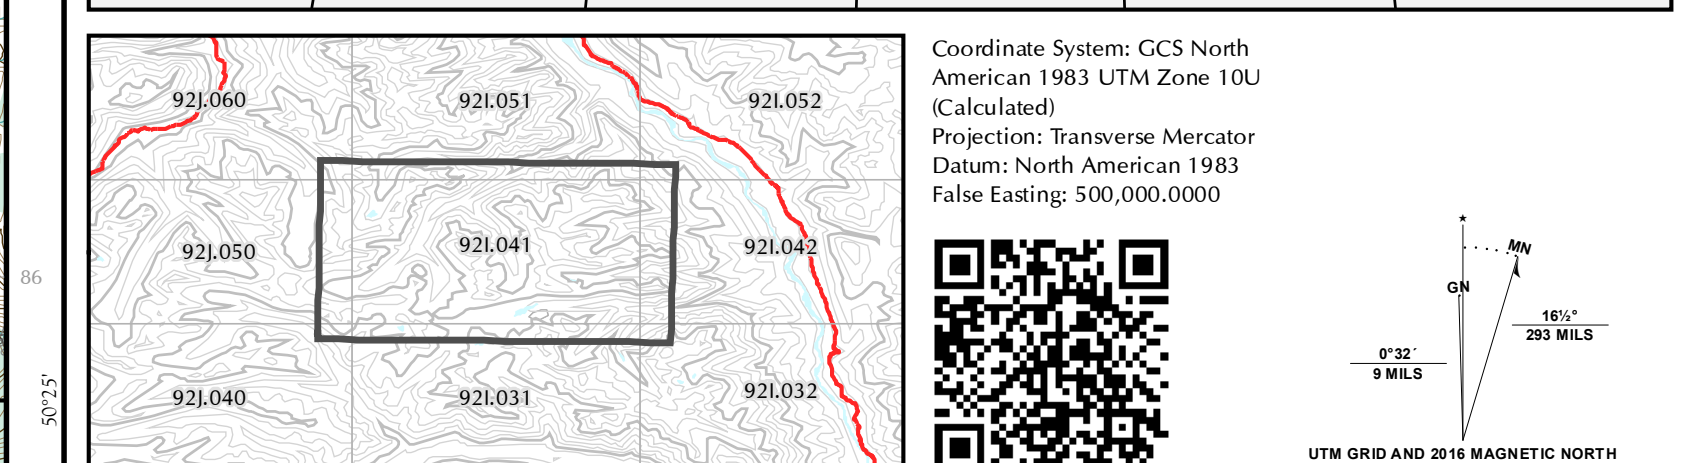 92J.060
92I.051
92I.052
92J.050
92I.041
92I.042
92J.040
92I.031
92I.032
86
50°25'
Coordinate System: GCS North
American 1983 UTM Zone 10U
(Calculated)
Projection: Transverse Mercator
Datum: North American 1983
False Easting: 500,000.0000
MN
GN
16½°
293 MILS
0°32´
9 MILS
UTM GRID AND 2016 MAGNETIC NORTH